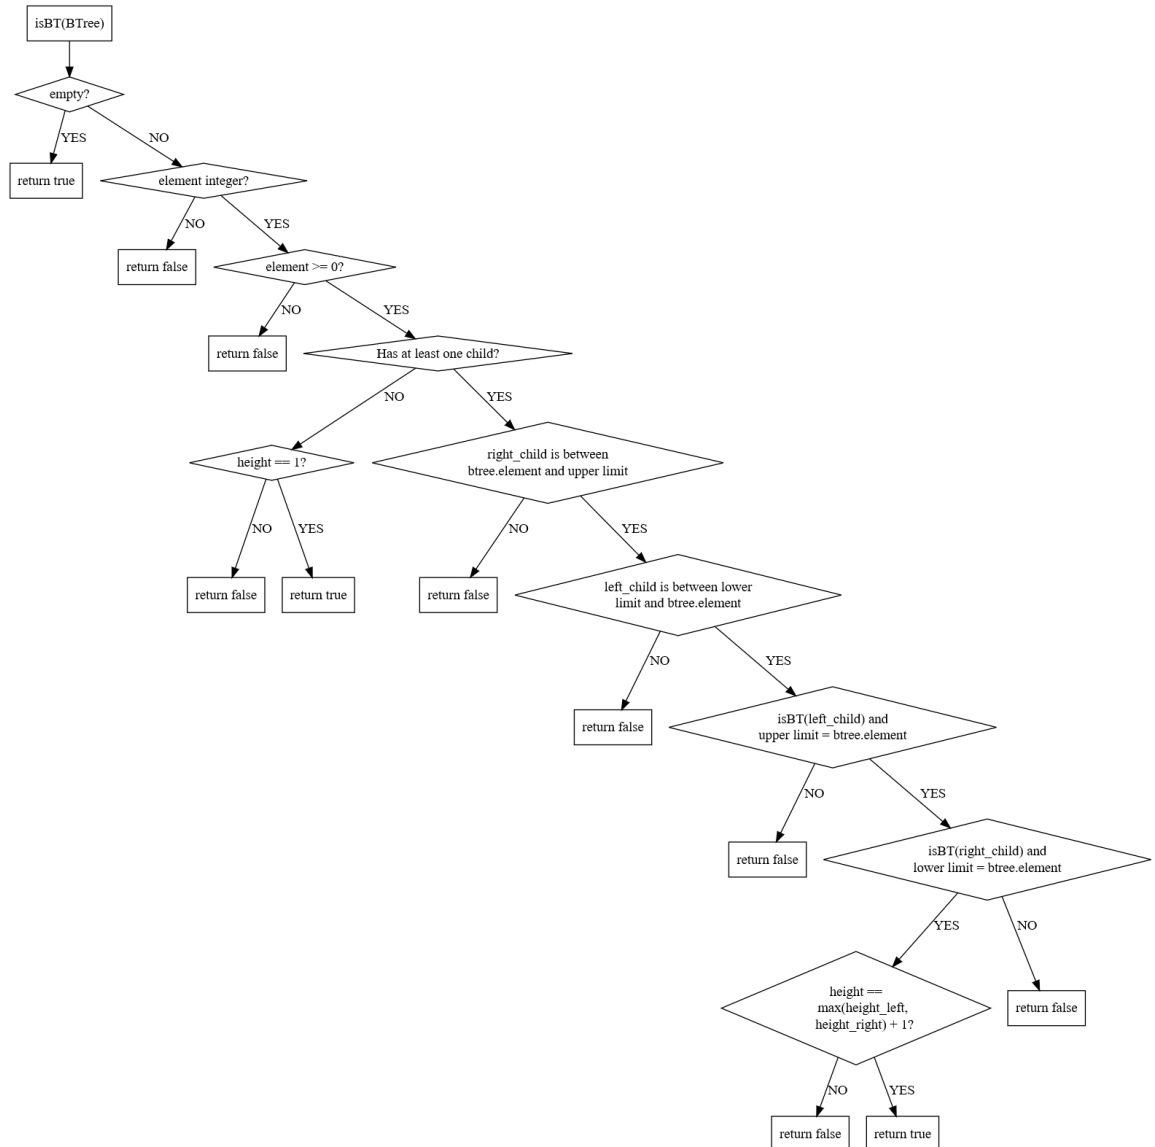 isBT(BTree)
empty?
YES
NO
return true
element integer?
NO
YES
return false
element >= 0?
NO
YES
return false
Has at least one child?
NO
YES
height == 1?
right_child is between
btree.element and upper limit
NO
YES
NO
YES
return false
return true
return false
left_child is between lower
limit and btree.element
NO
YES
return false
isBT(left_child) and
upper limit = btree.element
NO
YES
return false
isBT(right_child) and
lower limit = btree.element
YES
NO
height ==
max(height_left,
height_right) + 1?
return false
NO
YES
return false
return true